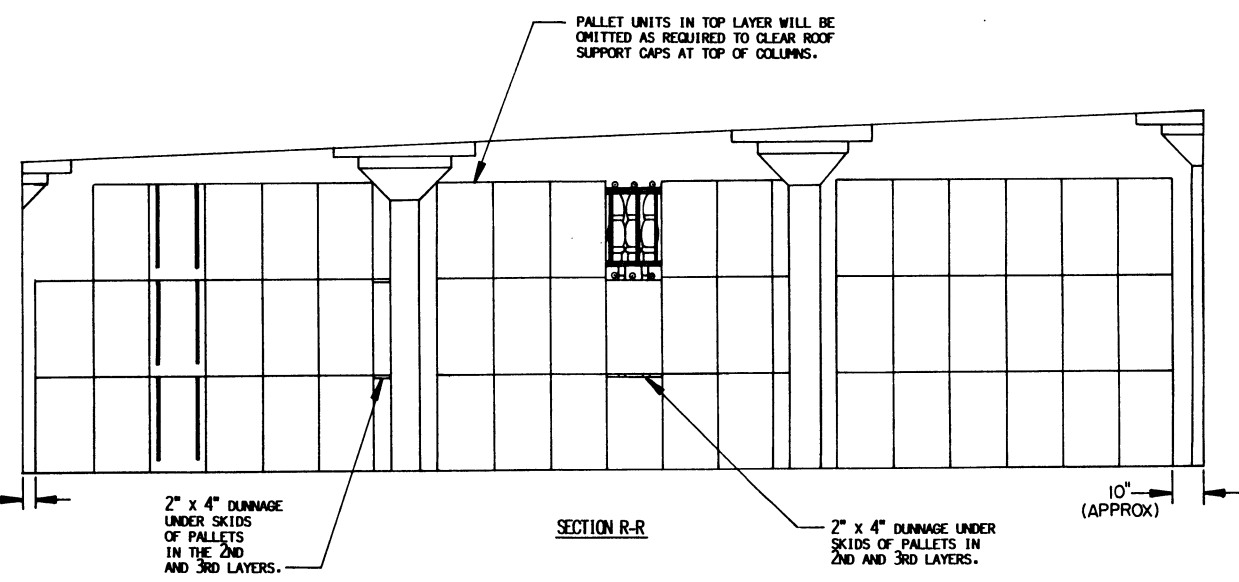 PALLET UNITS IN TOP LAYER WILL BE
OMITTED AS REQUIRED TO CLEAR ROOF
SUPPORT CAPS AT TOP OF COLUMNS.
2" x 4" DUNNAGE
UNDER SKIDS
OF PALLETS
IN THE 2ND
AND 3RD LAYERS.
SECTION R-R
2" x 4" DUNNAGE UNDER
SKIDS OF PALLETS IN
2ND AND 3RD LAYERS.
10"
(APPROX)